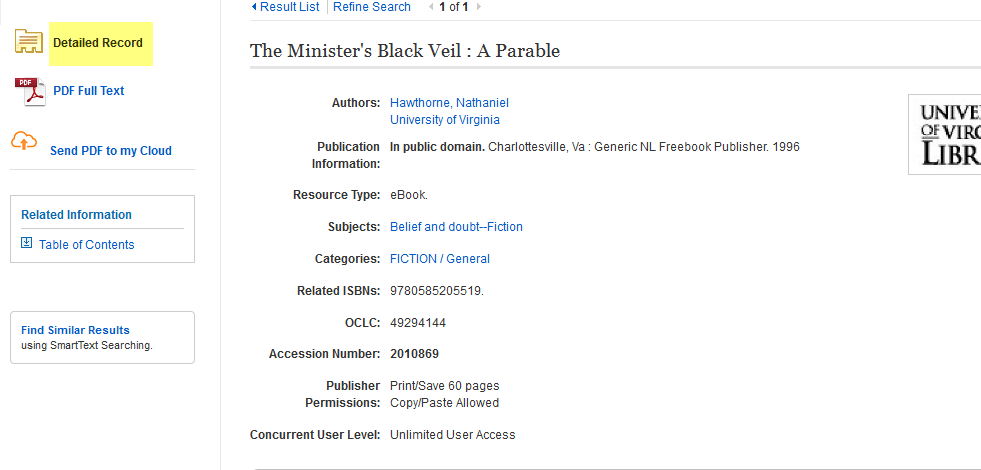 Result List | Refine Search 1 of 1
Detailed Record
PDF Full Text
Send PDF to my Cloud
Related Information
Table of Contents
Find Similar Results
using SmartText Searching.
The Minister's Black Veil : A Parable
Authors: Hawthorne, Nathaniel
University of Virginia
Publication Information: In public domain. Charlottesville, Va : Generic NL Freebook Publisher. 1996
Resource Type: eBook.
Subjects: Belief and doubt--Fiction
Categories: FICTION / General
Related ISBNs: 9780585205519.
OCLC: 49294144
Accession Number: 2010869
Publisher Print/Save 60 pages
Permissions: Copy/Paste Allowed
Concurrent User Level: Unlimited User Access
PDF
UNIVE
OF VIRG
LIBR